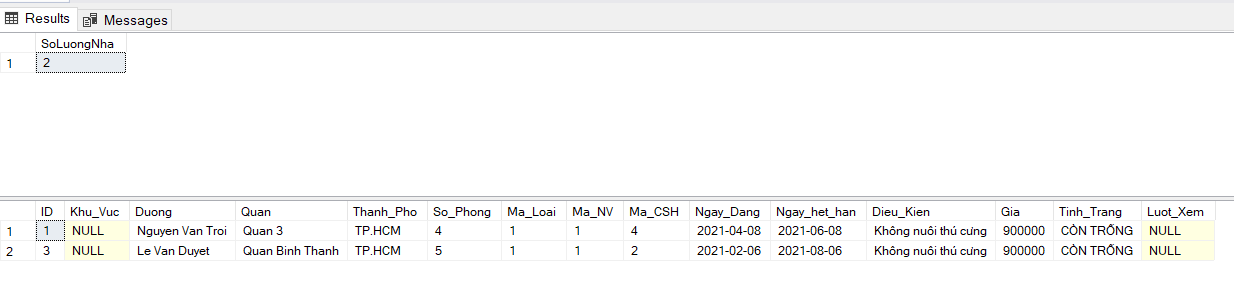 Results Messages
SoLuongNha
1 2
ID Khu_Vuc Duong Quan Thanh_Pho So_Phong Ma_Loai Ma_NV Ma_CSH Ngay_Dang Ngay_het_han Dieu_Kien Gia Tinh_Trang Luot_Xem
1 1 NULL Nguyen Van Troi Quan 3 TP.HCM 4 1 1 4 2021-04-08 2021-06-08 Không nuôi thú cưng 900000 CÒN TRỐNG NULL
2 3 NULL Le Van Duyet Quan Binh Thanh TP.HCM 5 1 1 2 2021-02-06 2021-08-06 Không nuôi thú cưng 900000 CÒN TRỐNG NULL